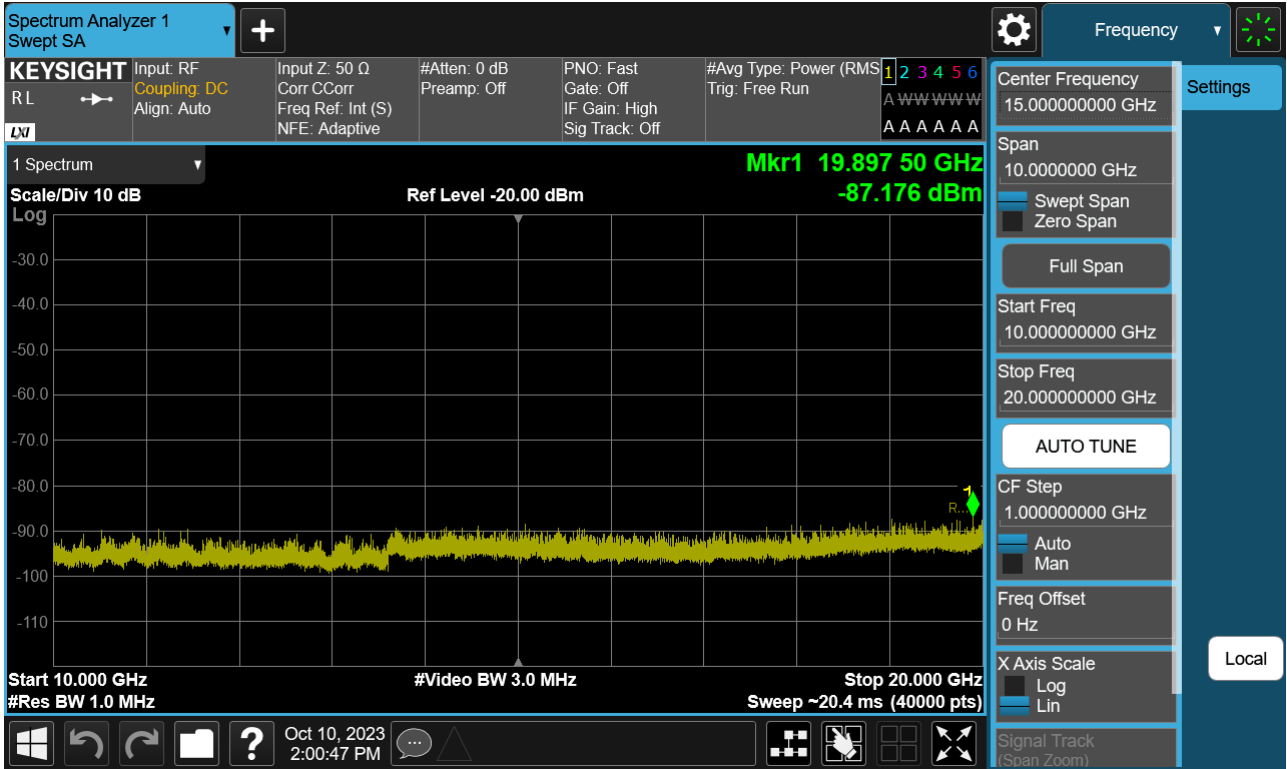 Spectrum Analyzer 1
Swept SA
Frequency
KEYSIGHT
R L
LXI
Input: RF
Coupling: DC
Align: Auto
Input Z: 50 Ω
Corr CCorr
Freq Ref: Int (S)
NFE: Adaptive
#Atten: 0 dB
Preamp: Off
PNO: Fast
Gate: Off
IF Gain: High
Sig Track: Off
#Avg Type: Power (RMS
Trig: Free Run
1 2 3 4 5 6
A W W W W W
A A A A A A
1 Spectrum
Mkr1 19.897 50 GHz
-87.176 dBm
Scale/Div 10 dB
Ref Level -20.00 dBm
Log
-30.0
-40.0
-50.0
-60.0
-70.0
-80.0
-90.0
-100
-110
1
R...
Start 10.000 GHz
#Video BW 3.0 MHz
Stop 20.000 GHz
#Res BW 1.0 MHz
Sweep ~20.4 ms (40000 pts)
?
Oct 10, 2023
2:00:47 PM
Center Frequency
15.000000000 GHz
Settings
Span
10.0000000 GHz
Swept Span
Zero Span
Full Span
Start Freq
10.000000000 GHz
Stop Freq
20.000000000 GHz
AUTO TUNE
CF Step
1.000000000 GHz
Auto
Man
Freq Offset
0 Hz
X Axis Scale
Log
Lin
Local
Signal Track
(Span Zoom)